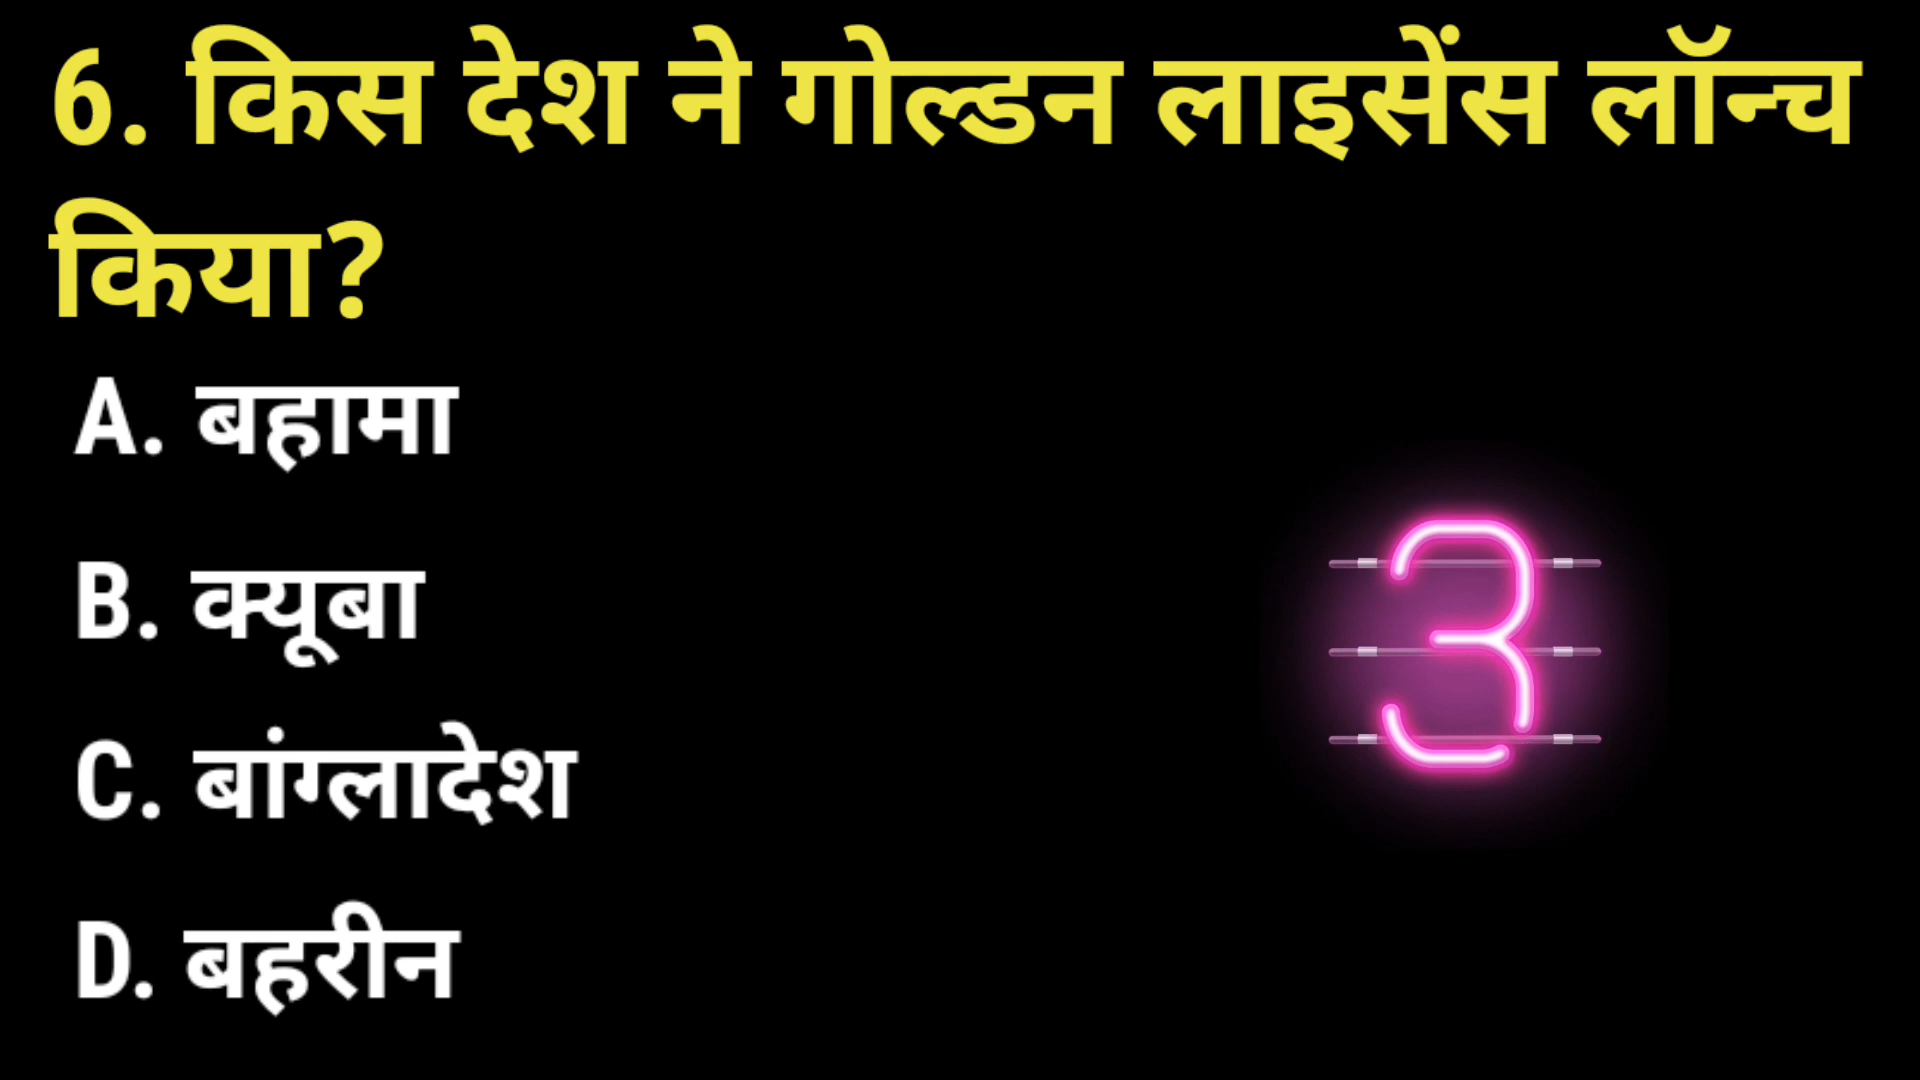 6. किस देश ने गोल्डन लाइसेंस लॉन्च
किया?
A. बहामा
B. क्यूबा
3
C. बांग्लादेश
D. बहरीन